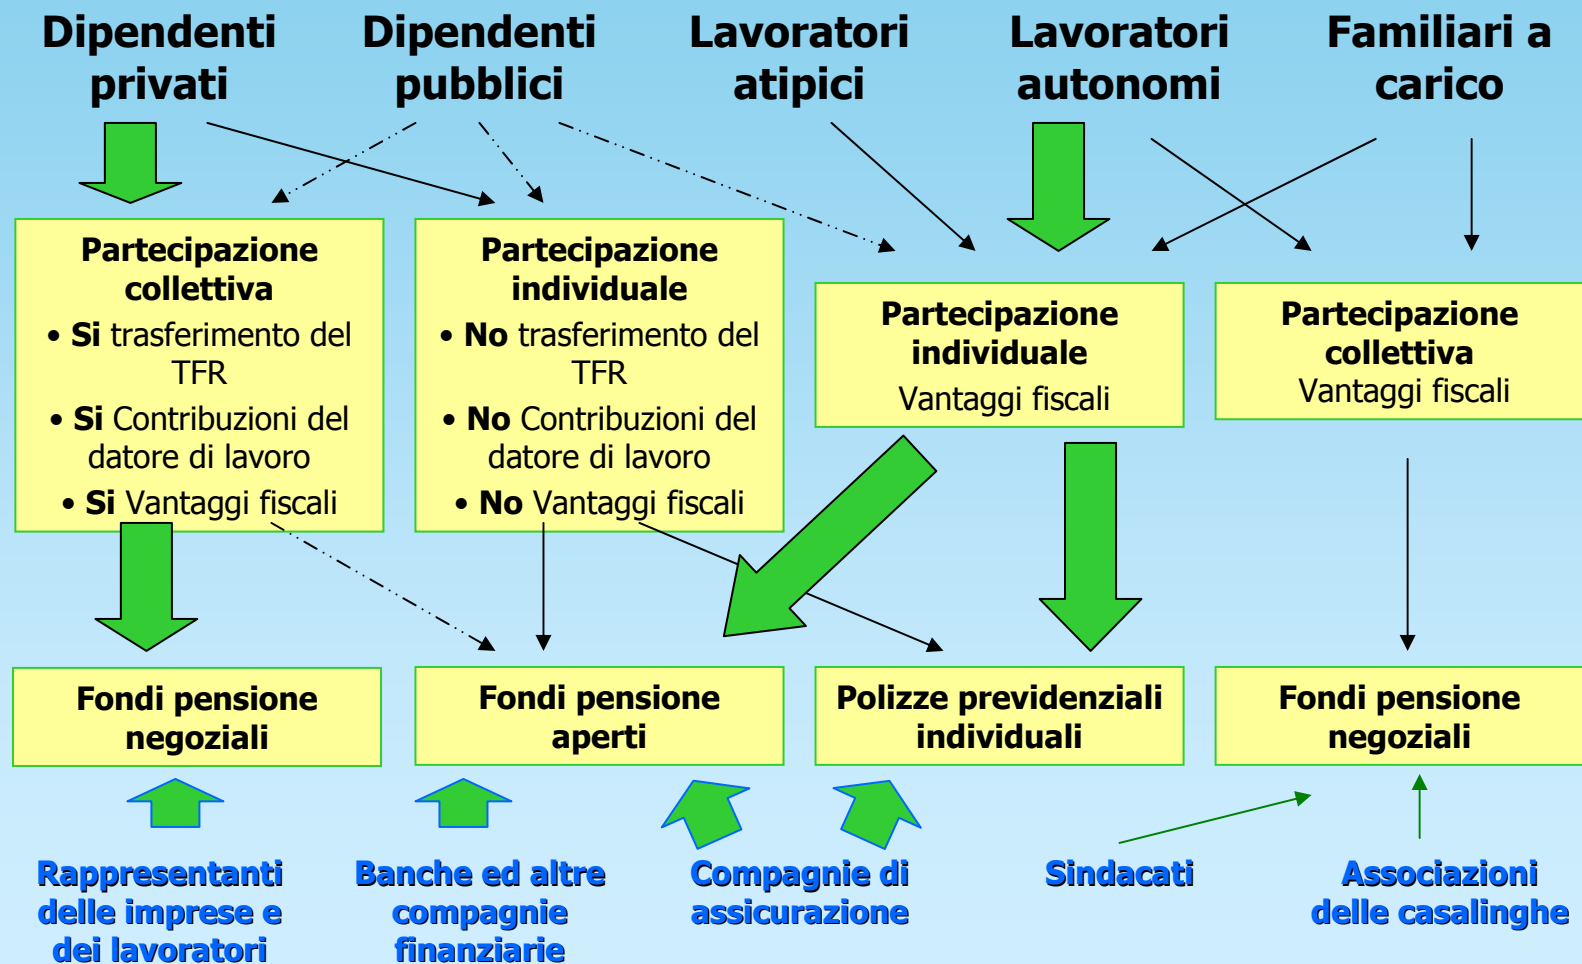 Dipendenti
privati
Dipendenti
pubblici
Lavoratori
atipici
Lavoratori
autonomi
Familiari a
carico
Partecipazione
collettiva
• Si trasferimento del
TFR
• Si Contribuzioni del
datore di lavoro
• Si Vantaggi fiscali
Partecipazione
individuale
• No trasferimento del
TFR
• No Contribuzioni del
datore di lavoro
• No Vantaggi fiscali
Partecipazione
individuale
Vantaggi fiscali
Partecipazione
collettiva
Vantaggi fiscali
Fondi pensione
negoziali
Fondi pensione
aperti
Polizze previdenziali
individuali
Fondi pensione
negoziali
Rappresentanti
delle imprese e
dei lavoratori
Banche ed altre
compagnie
finanziarie
Compagnie di
assicurazione
Sindacati
Associazioni
delle casalinghe